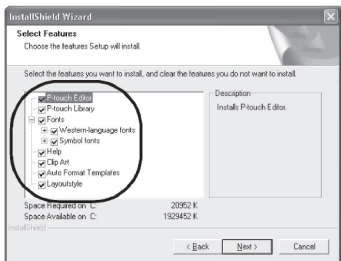 InstallShield Wizard
Select Features
Choose the features Setup will install.
Select the features you want to install, and clear the features you do not want to install.
P-touch Editor
P-touch Library
Fonts
Western-language fonts
Symbol fonts
Help
Clip Art
Auto Format Templates
Layoutstyle
Description
Installs P-touch Editor.
Space Required on C: 20952 K
Space Available on C: 1929452 K
InstallShield
< Back
Next >
Cancel